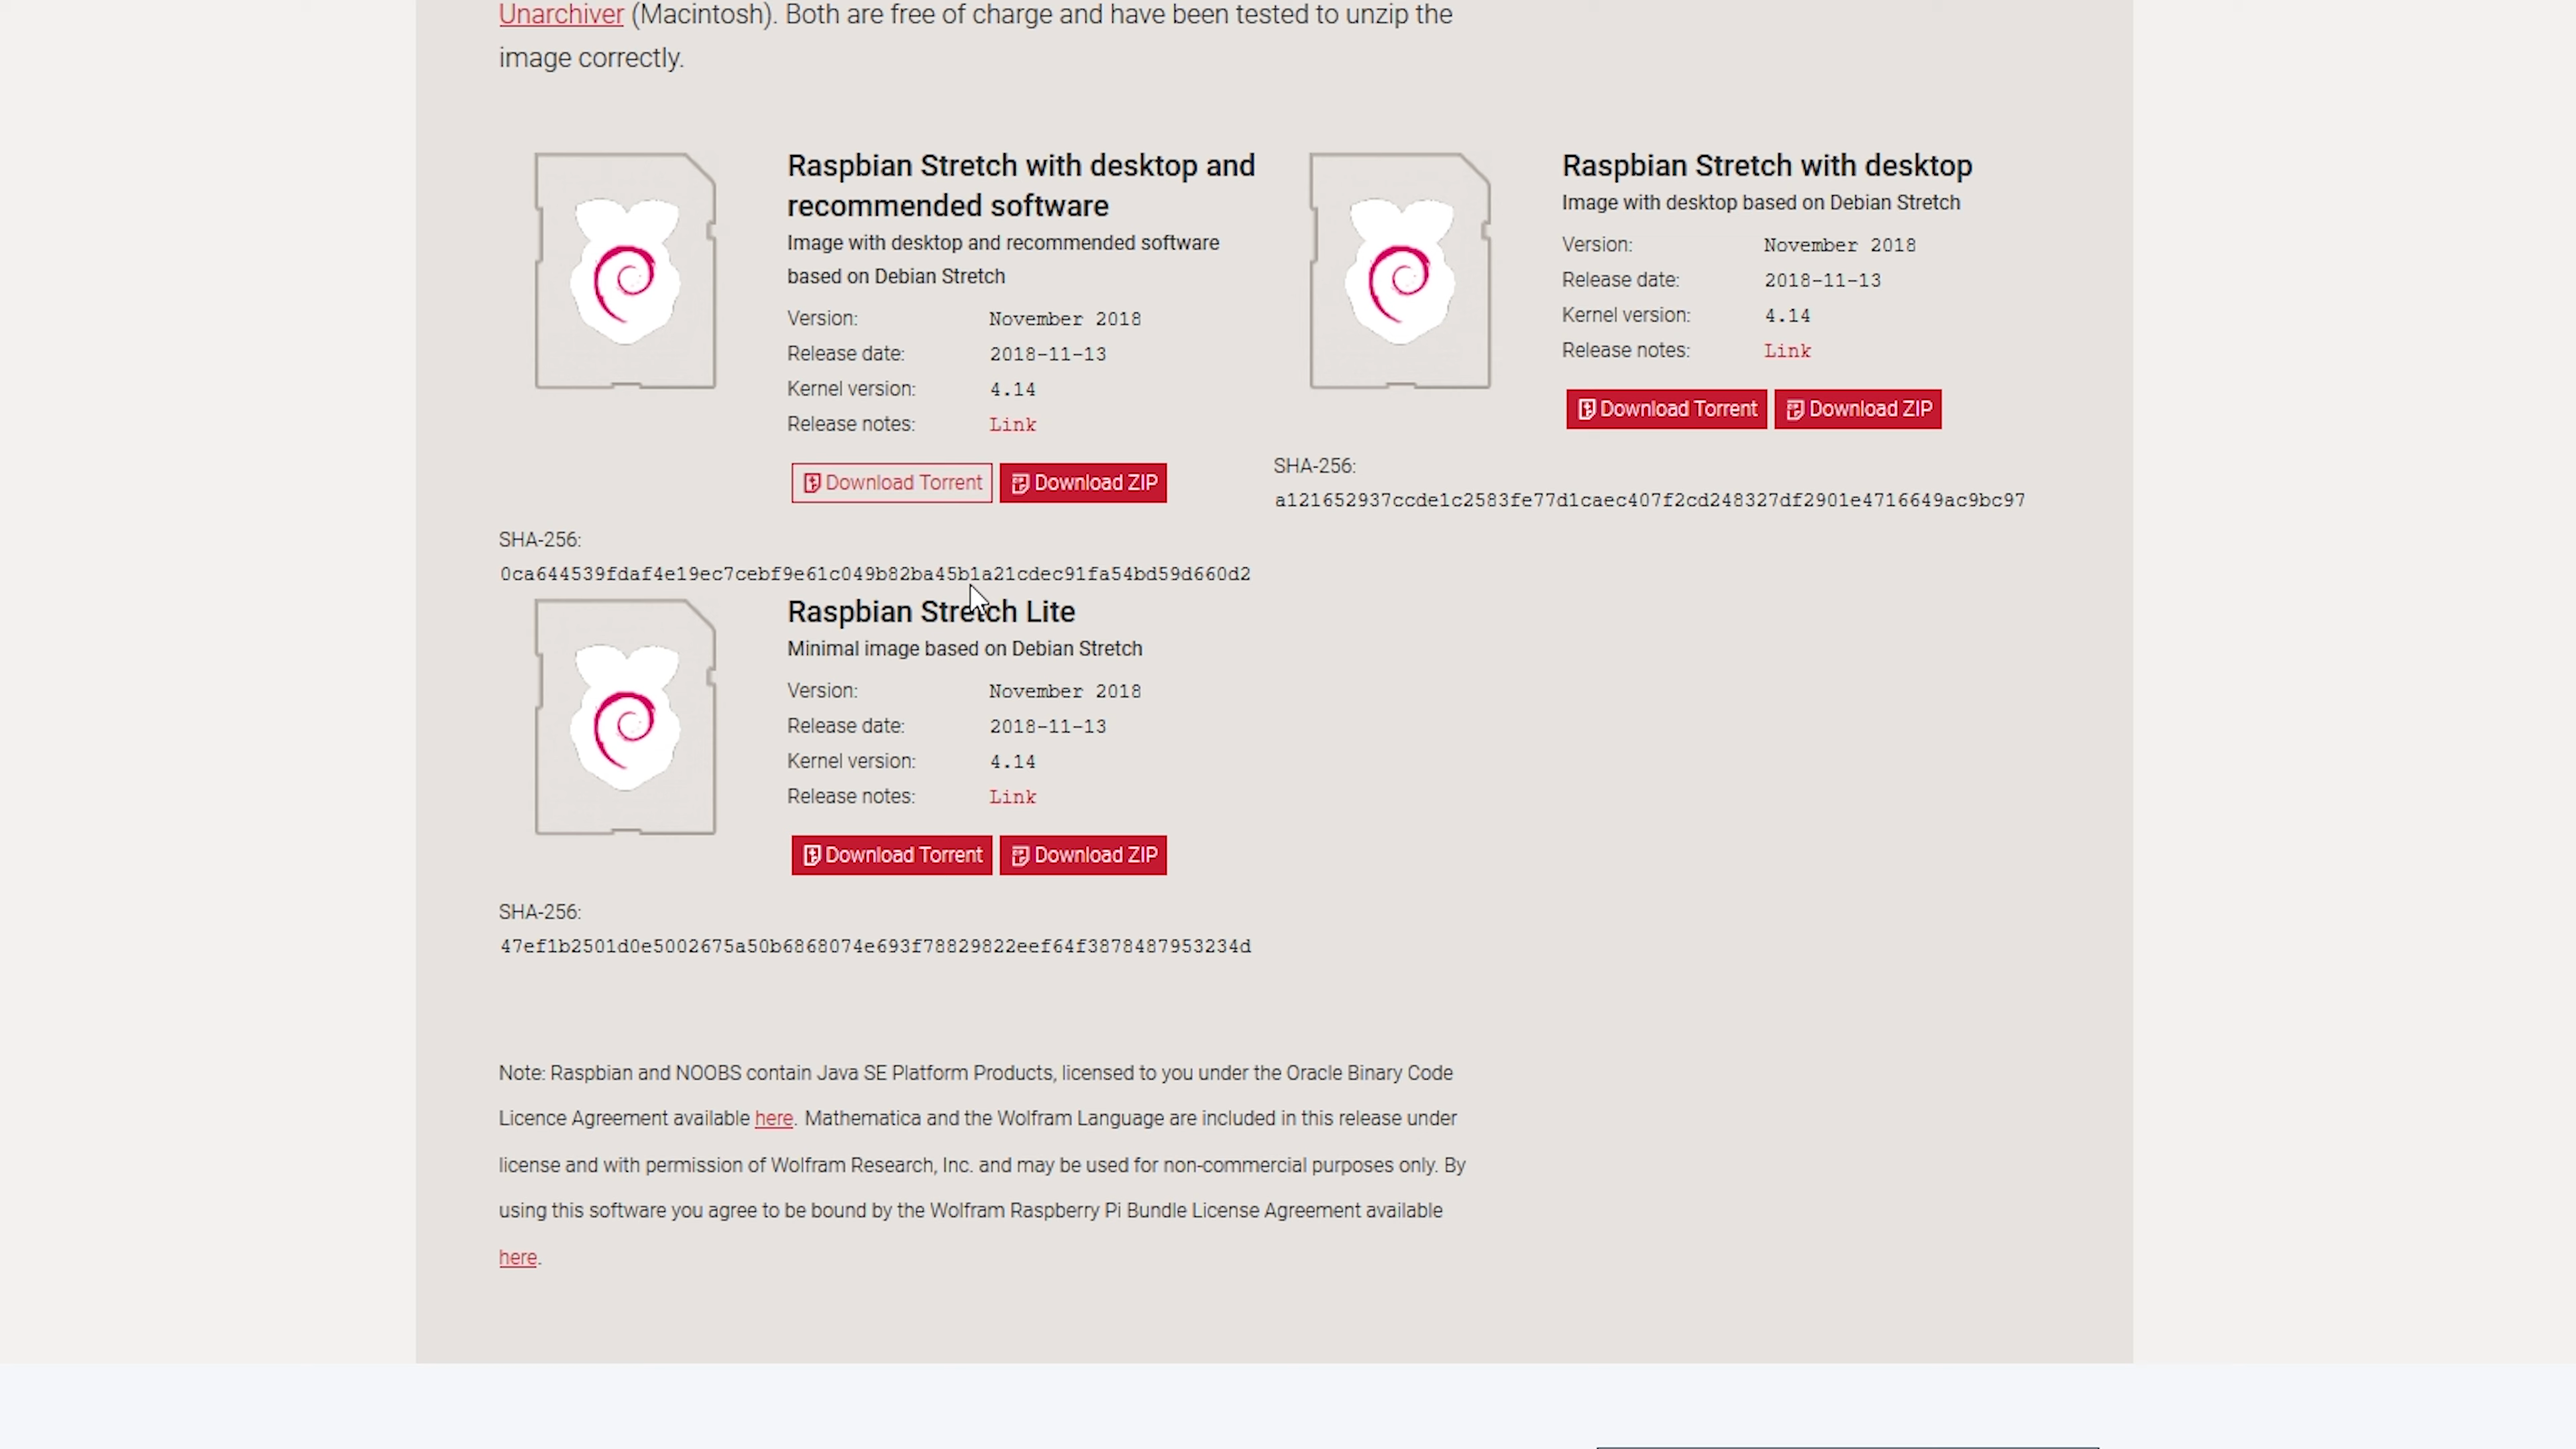 Unarchiver (Macintosh). Both are free of charge and have been tested to unzip the
image correctly.
Raspbian Stretch with desktop and
recommended software
Image with desktop and recommended software
based on Debian Stretch
Version: November 2018
Release date: 2018-11-13
Kernel version: 4.14
Release notes: Link
Download Torrent Download ZIP
SHA-256:
0ca644539fdaf4e19ec7cebf9e61c049b82ba45b1a21cdec91fa54bd59d660d2
Raspbian Stretch with desktop
Image with desktop based on Debian Stretch
Version: November 2018
Release date: 2018-11-13
Kernel version: 4.14
Release notes: Link
Download Torrent Download ZIP
SHA-256:
a121652937ccde1c2583fe77d1caec407f2cd248327df2901e4716649ac9bc97
Raspbian Stretch Lite
Minimal image based on Debian Stretch
Version: November 2018
Release date: 2018-11-13
Kernel version: 4.14
Release notes: Link
Download Torrent Download ZIP
SHA-256:
47ef1b2501d0e5002675a50b6868074e693f78829822eef64f3878487953234d
Note: Raspbian and NOOBS contain Java SE Platform Products, licensed to you under the Oracle Binary Code
Licence Agreement available here. Mathematica and the Wolfram Language are included in this release under
license and with permission of Wolfram Research, Inc. and may be used for non-commercial purposes only. By
using this software you agree to be bound by the Wolfram Raspberry Pi Bundle License Agreement available
here.